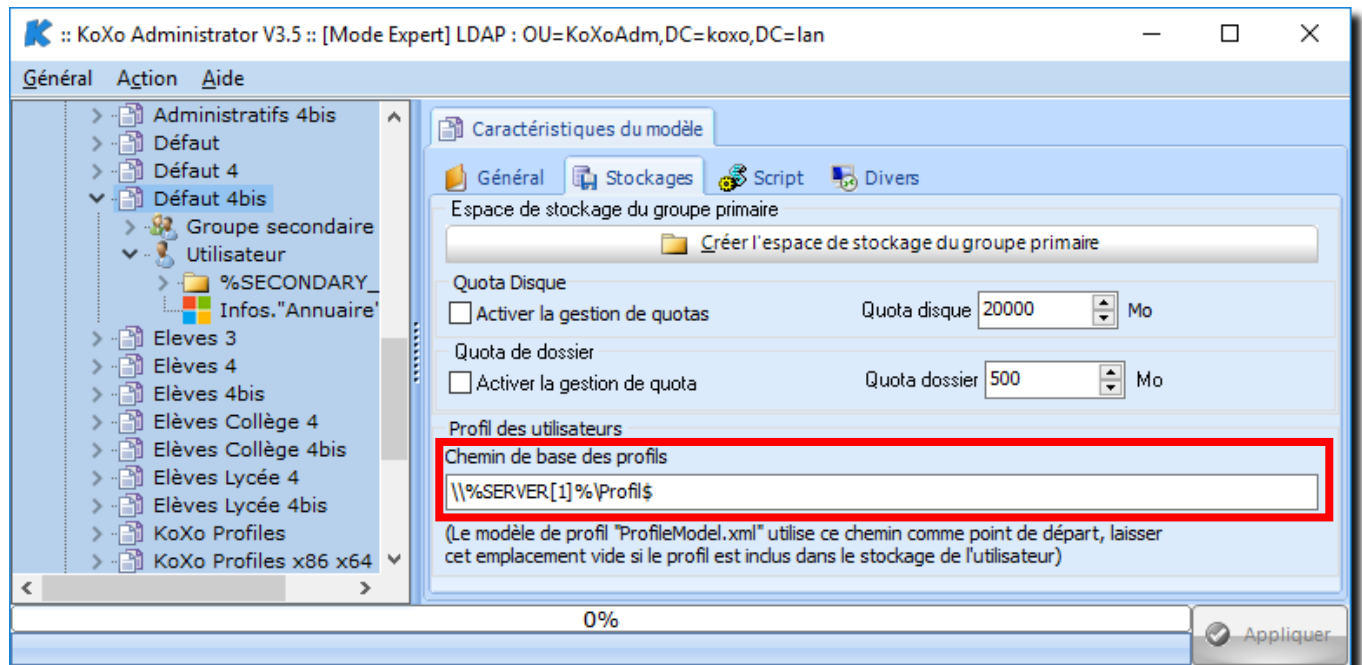 :: KoXo Administrator V3.5 :: [Mode Expert] LDAP : OU=KoXoAdm,DC=koxo,DC=lan
Général Action Aide
Administratifs 4bis
Défaut
Défaut 4
Défaut 4bis
Groupe secondaire
Utilisateur
%SECONDARY_
Infos."Annuaire"
Eleves 3
Elèves 4
Elèves 4bis
Elèves Collège 4
Elèves Collège 4bis
Elèves Lycée 4
Elèves Lycée 4bis
KoXo Profiles
KoXo Profiles x86 x64
Caractéristiques du modèle
Général Stockages Script Divers
Espace de stockage du groupe primaire
Créer l'espace de stockage du groupe primaire
Quota Disque
Activer la gestion de quotas Quota disque 20000 Mo
Quota de dossier
Activer la gestion de quota Quota dossier 500 Mo
Profil des utilisateurs
Chemin de base des profils
\\%SERVER[1]%\Profil$
(Le modèle de profil "ProfileModel.xml" utilise ce chemin comme point de départ, laisser
cet emplacement vide si le profil est inclus dans le stockage de l'utilisateur)
0%
Appliquer